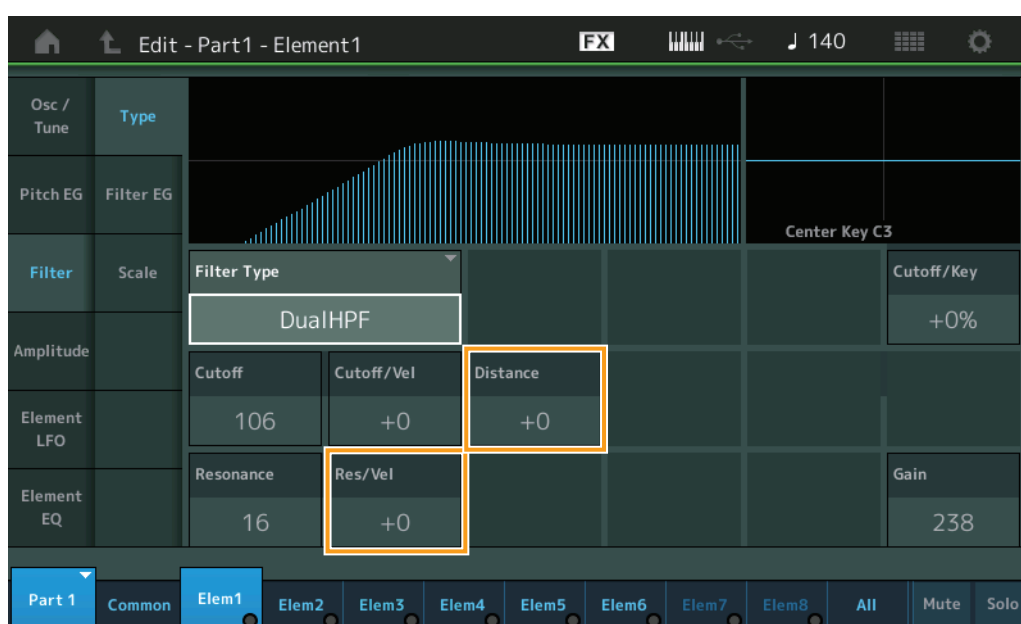 Edit - Part1 - Element1 FX 140
Osc / Tune
Type
Pitch EG
Filter EG
Center Key C3
Filter
Scale
Filter Type
DualHPF
Cutoff/Key
+0%
Amplitude
Cutoff
106
Cutoff/Vel
+0
Distance
+0
Element LFO
Resonance
16
Res/Vel
+0
Gain
238
Element EQ
Part 1 Common Elem1 Elem2 Elem3 Elem4 Elem5 Elem6 Elem7 Elem8 All Mute Solo